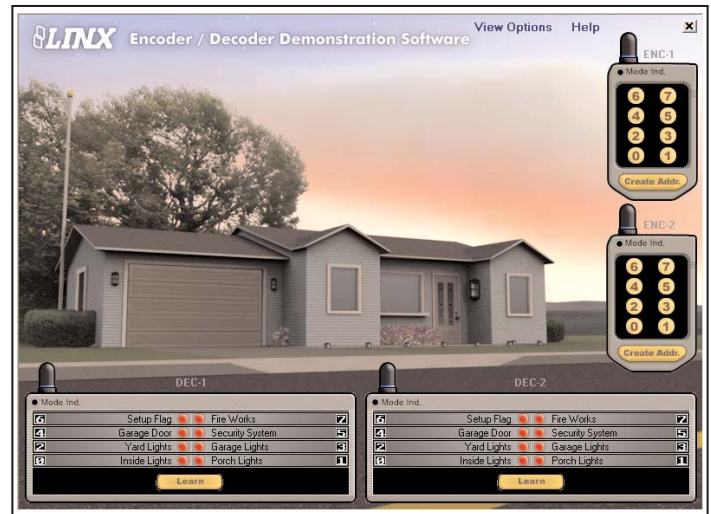 LINX Encoder / Decoder Demonstration Software
View Options Help X
ENC-1
Mode Ind.
6 7
4 5
2 3
0 1
Create Addr.
ENC-2
Mode Ind.
6 7
4 5
2 3
0 1
Create Addr.
DEC-1
Mode Ind.
6 Setup Flag Fire Works 7
4 Garage Door Security System 5
2 Yard Lights Garage Lights 3
0 Inside Lights Porch Lights 1
Learn
DEC-2
Mode Ind.
6 Setup Flag Fire Works 7
4 Garage Door Security System 5
2 Yard Lights Garage Lights 3
0 Inside Lights Porch Lights 1
Learn